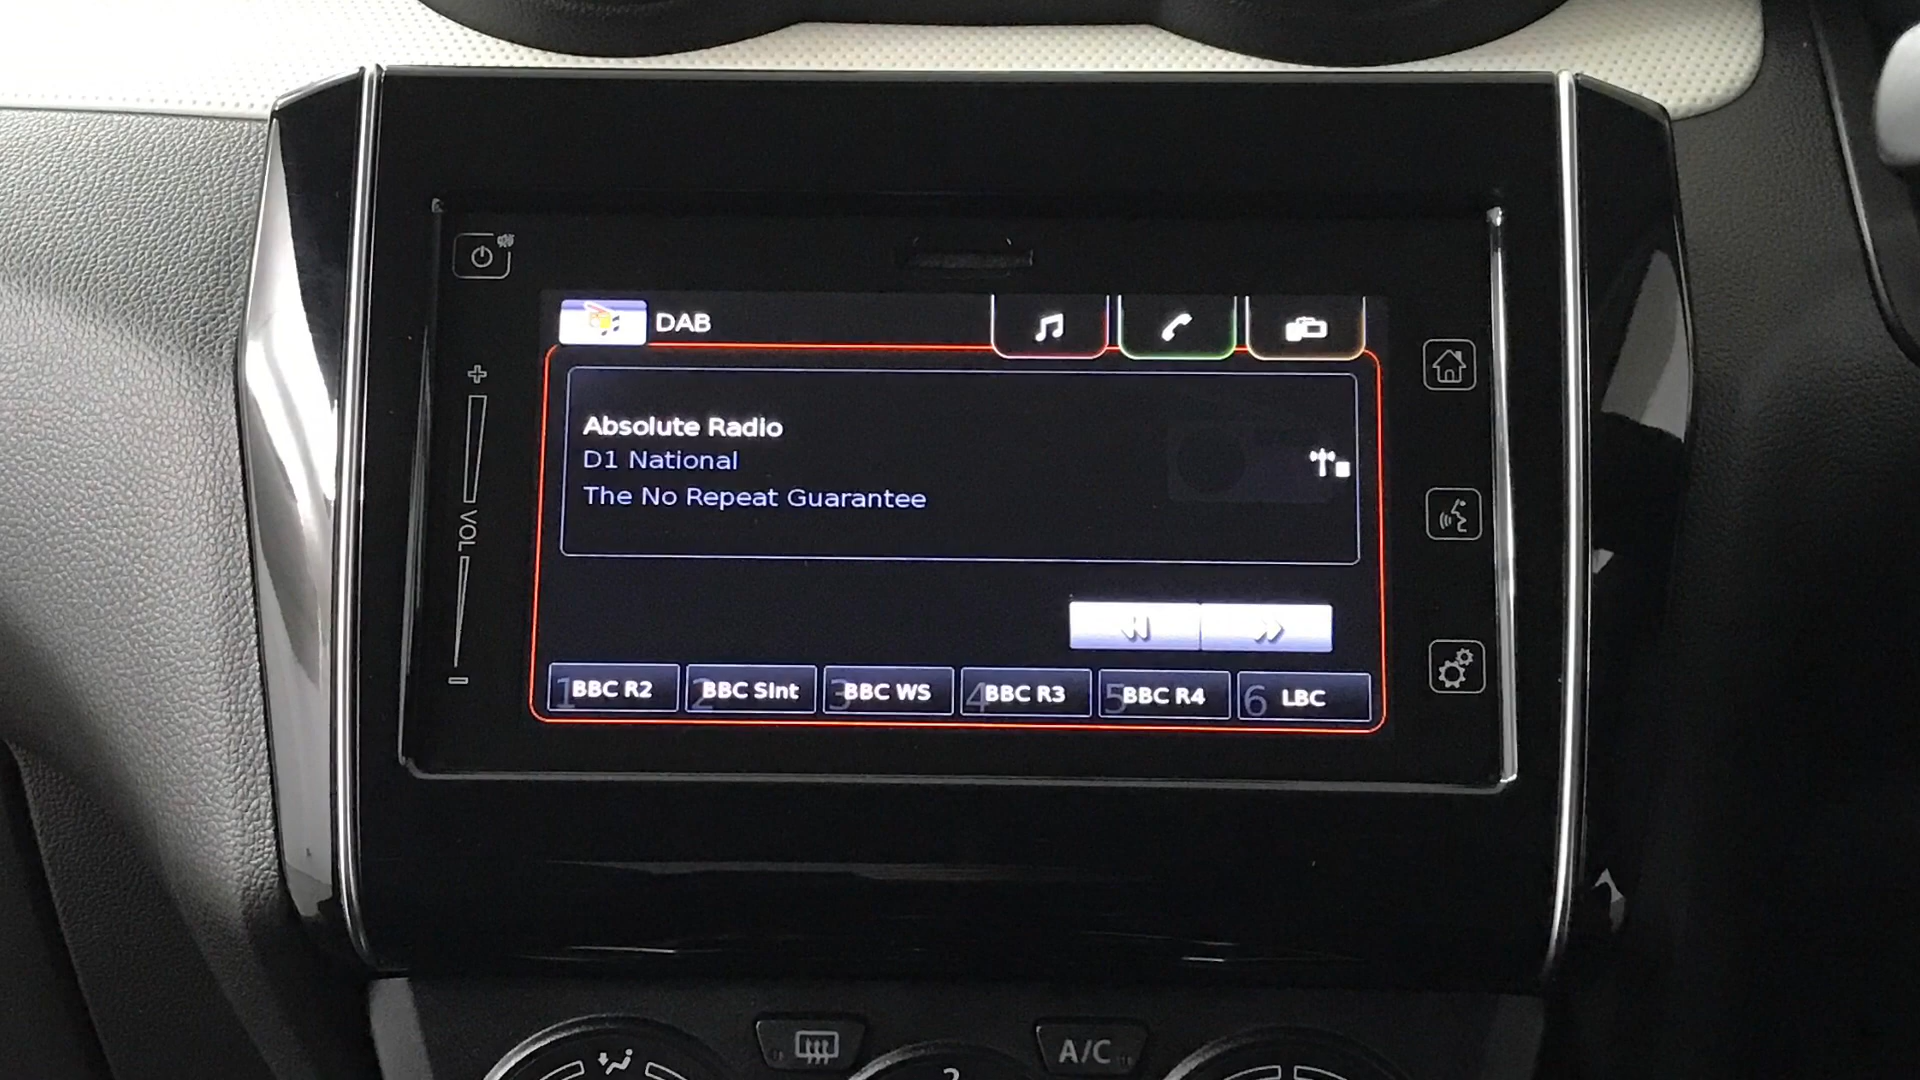 DAB
Absolute Radio
D1 National
The No Repeat Guarantee
VOL
1 BBC R2
2 BBC SInt
3 BBC WS
4 BBC R3
5 BBC R4
6 LBC
A/C
2